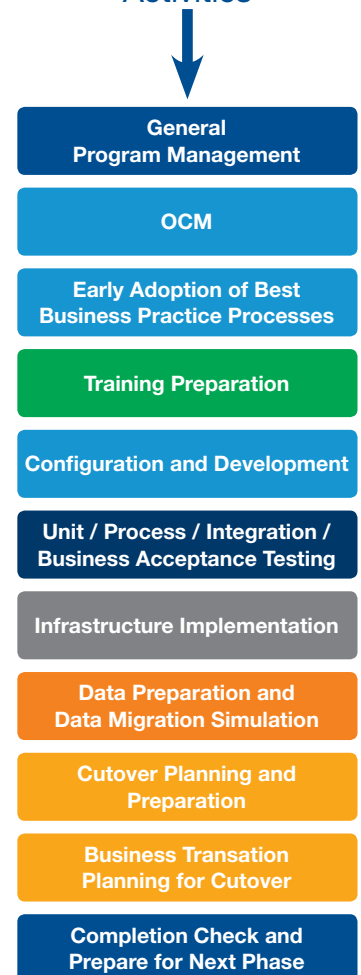 Activities
General
Program Management
OCM
Early Adoption of Best
Business Practice Processes
Training Preparation
Configuration and Development
Unit / Process / Integration /
Business Acceptance Testing
Infrastructure Implementation
Data Preparation and
Data Migration Simulation
Cutover Planning and
Preparation
Business Transation
Planning for Cutover
Completion Check and
Prepare for Next Phase